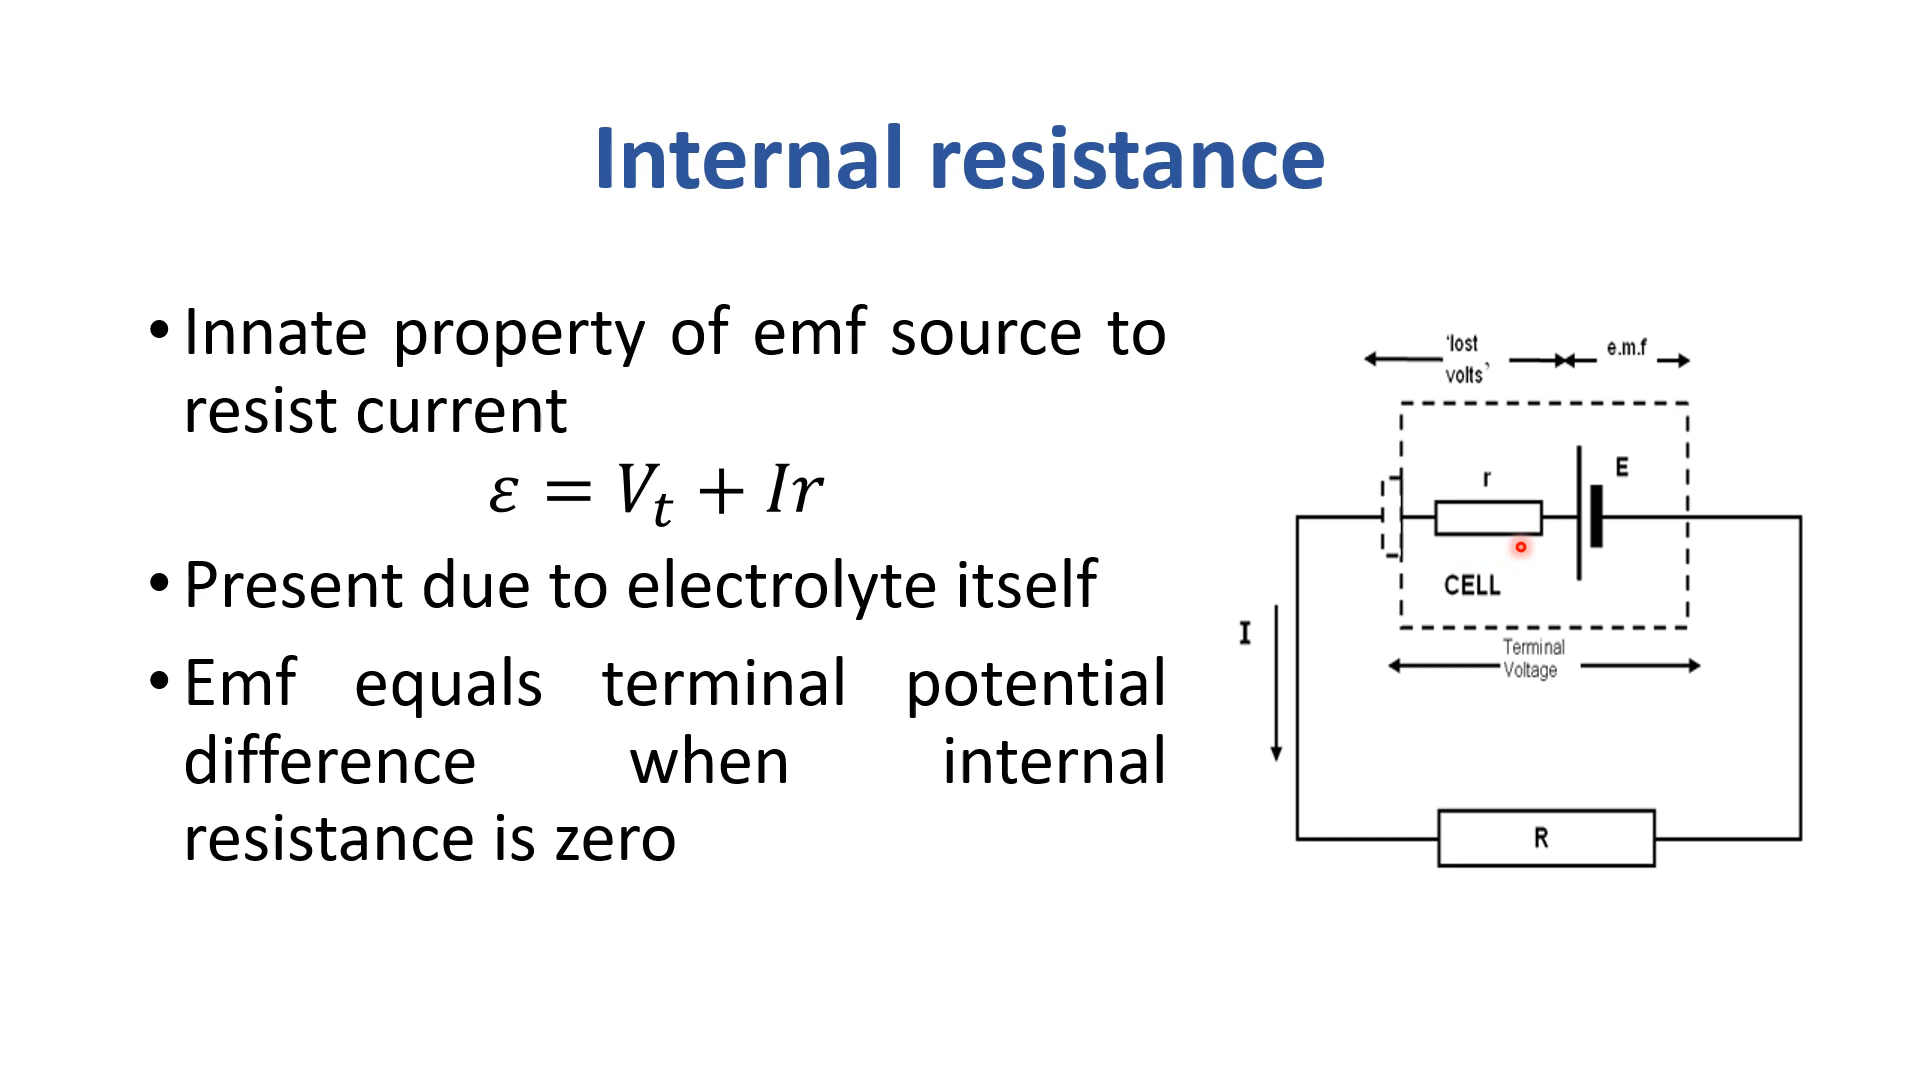 Internal resistance
• Innate property of emf source to
resist current
𝜀 = 𝑉ₜ + 𝐼𝑟
• Present due to electrolyte itself
• Emf equals terminal potential
difference when internal
resistance is zero
‘lost
volts’
e.m.f
r
E
CELL
I
Terminal
Voltage
R